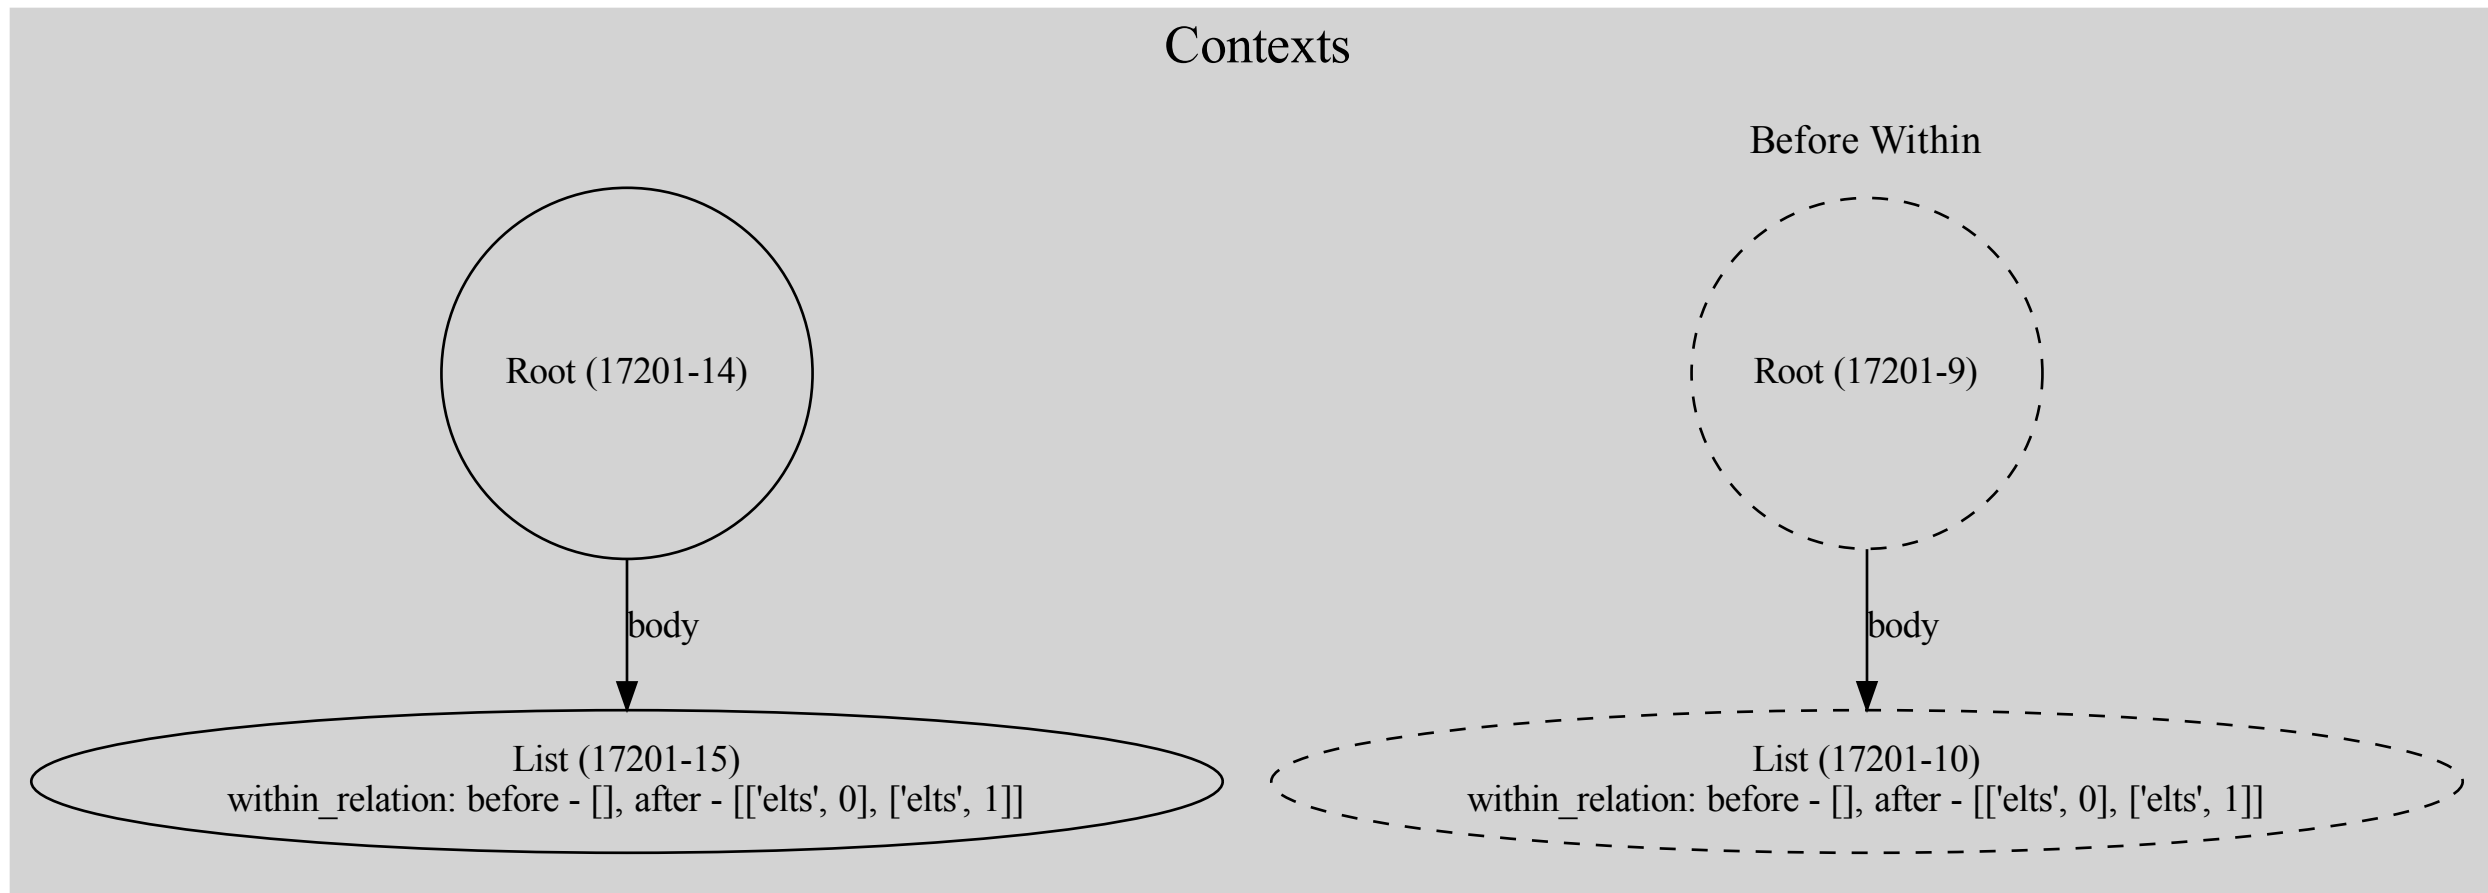 Contexts
Before Within
Root (17201-14)
Root (17201-9)
body
body
List (17201-15)
within_relation: before - [], after - [['elts', 0], ['elts', 1]]
List (17201-10)
within_relation: before - [], after - [['elts', 0], ['elts', 1]]